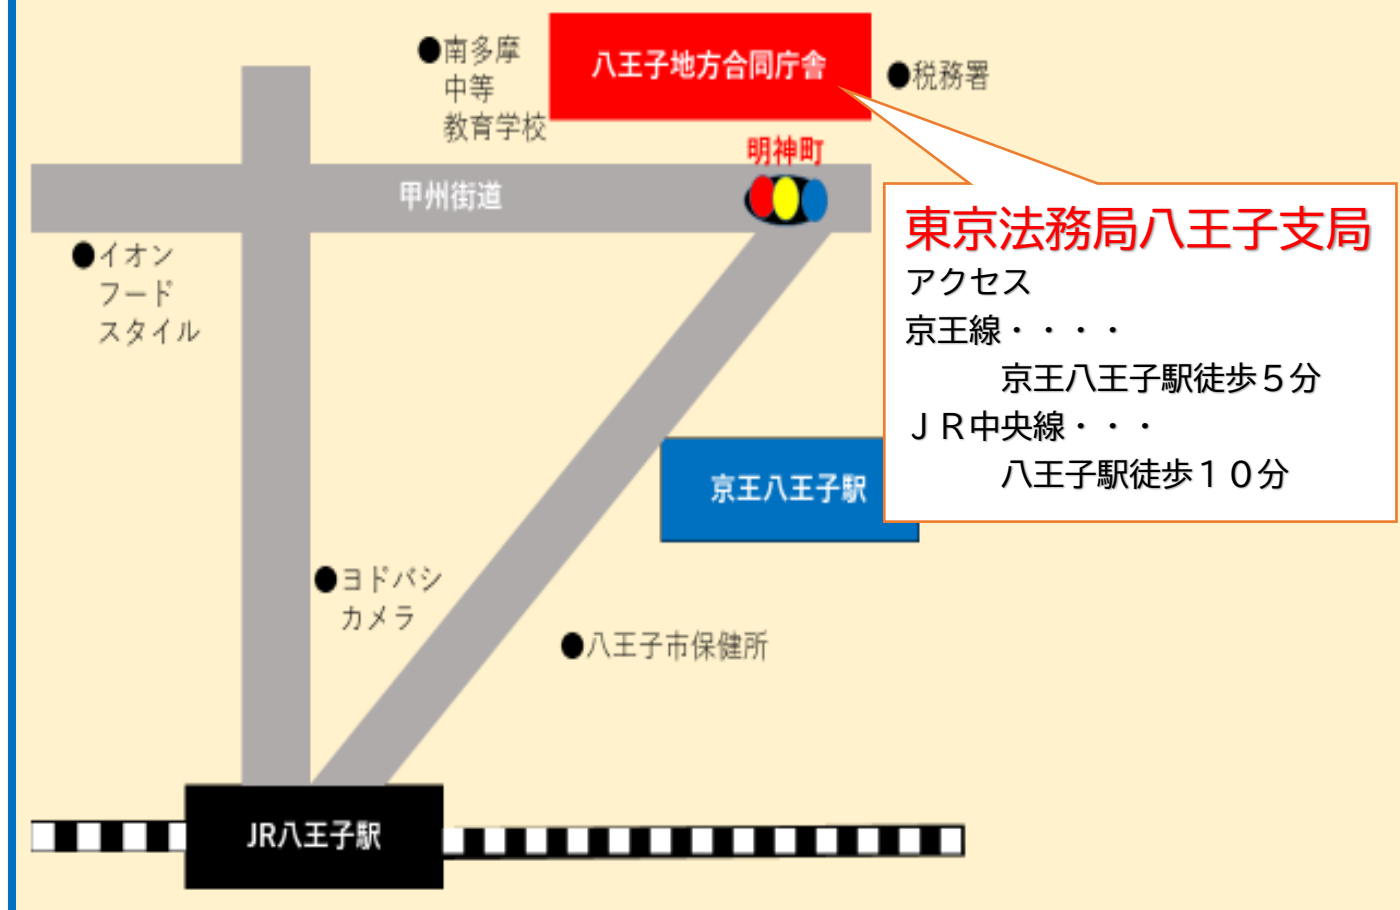 ●南多摩
中等
教育学校
八王子地方合同庁舎
●税務署
明神町
甲州街道
東京法務局八王子支局
アクセス
京王線・・・・
京王八王子駅徒歩５分
ＪＲ中央線・・・
八王子駅徒歩１０分
●イオン
フード
スタイル
京王八王子駅
●ヨドバシ
カメラ
●八王子市保健所
JR八王子駅